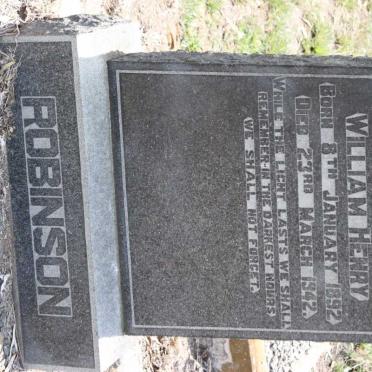 WILLIAM HENRY
BORN 8TH JANUARY 1892
DIED 23RD MARCH 1942.
WHILE THE LIGHT LASTS WE SHALL
REMEMBER, IN THE DARKEST HOURS
WE SHALL NOT FORGET.
ROBINSON